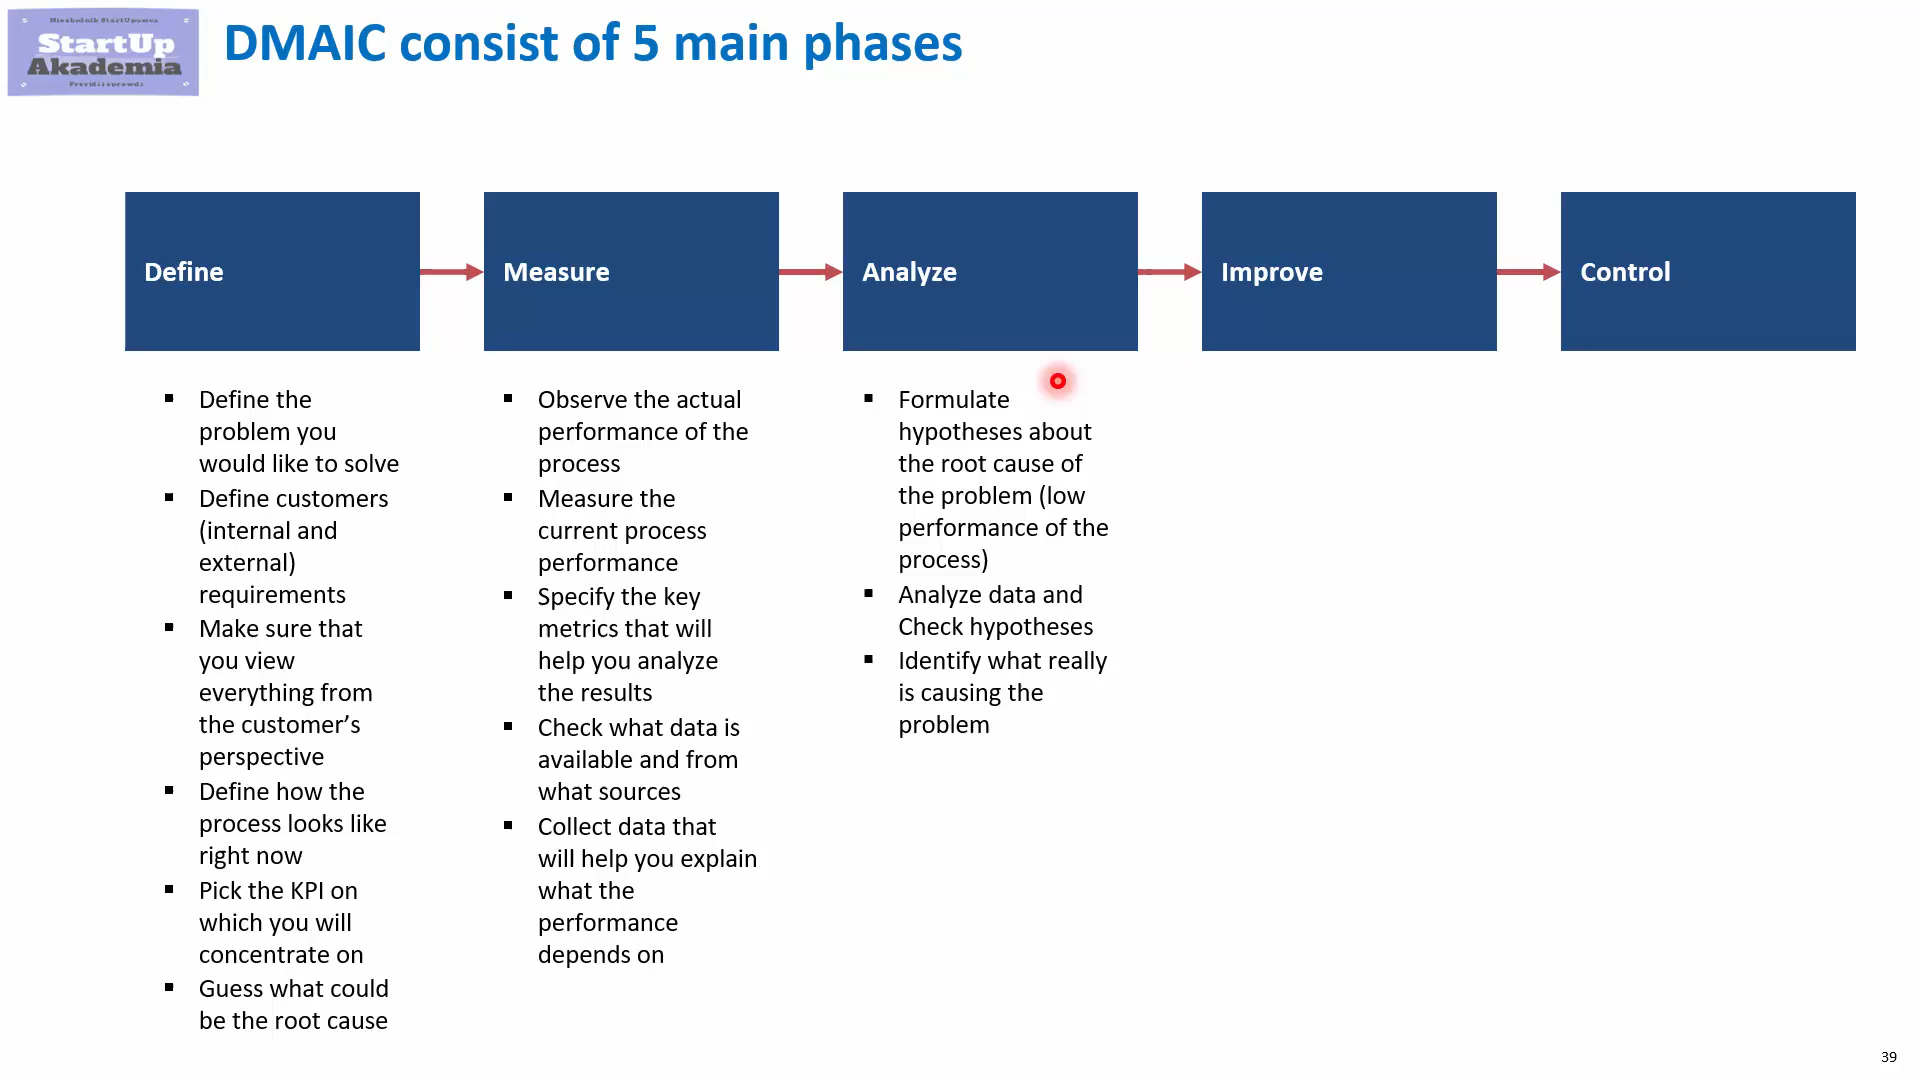 Niezbędnik StartUpowca
StartUp
Akademia
DMAIC consist of 5 main phases
Define
Measure
Analyze
Improve
Control
▪ Define the
problem you
would like to solve
▪ Define customers
(internal and
external)
requirements
▪ Make sure that
you view
everything from
the customer’s
perspective
▪ Define how the
process looks like
right now
▪ Pick the KPI on
which you will
concentrate on
▪ Guess what could
be the root cause
▪ Observe the actual
performance of the
process
▪ Measure the
current process
performance
▪ Specify the key
metrics that will
help you analyze
the results
▪ Check what data is
available and from
what sources
▪ Collect data that
will help you explain
what the
performance
depends on
▪ Formulate
hypotheses about
the root cause of
the problem (low
performance of the
process)
▪ Analyze data and
Check hypotheses
▪ Identify what really
is causing the
problem
39